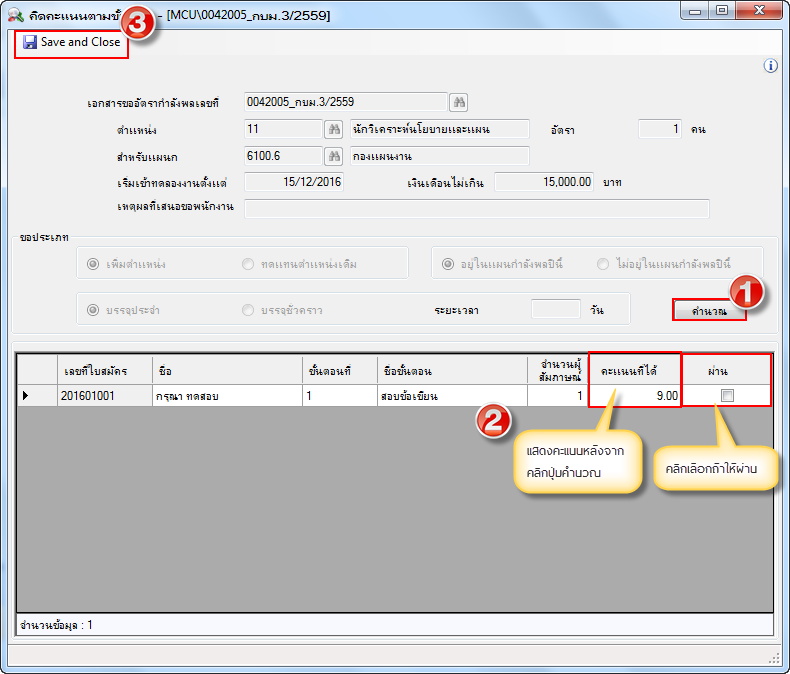 คิดคะแนนตามขั้ - [MCU\0042005_กบม.3/2559]
3
Save and Close
เอกสารขออัตรากำลังพลเลขที่ 0042005_กบม.3/2559
ตำแหน่ง 11 นักวิเคราะห์นโยบายและแผน อัตรา 1 คน
สำหรับแผนก 6100.6 กองแผนงาน
เริ่มเข้าทดลองงานตั้งแต่ 15/12/2016 เงินเดือนไม่เกิน 15,000.00 บาท
เหตุผลที่เสนอขอพนักงาน
ขอประเภท
เพิ่มตำแหน่ง ทดแทนตำแหน่งเดิม อยู่ในแผนกำลังพลปีนี้ ไม่อยู่ในแผนกำลังพลปีนี้
1
บรรจุประจำ บรรจุชั่วคราว ระยะเวลา วัน คำนวณ
เลขที่ใบสมัคร ชื่อ ขั้นตอนที่ ชื่อขั้นตอน จำนวนผู้สัมภาษณ์ คะแนนที่ได้ ผ่าน
201601001 กรุณา ทดสอบ 1 สอบข้อเขียน 1 9.00
2
แสดงคะแนนหลังจาก
คลิกปุ่มคำนวณ
คลิกเลือกถ้าให้ผ่าน
จำนวนข้อมูล : 1